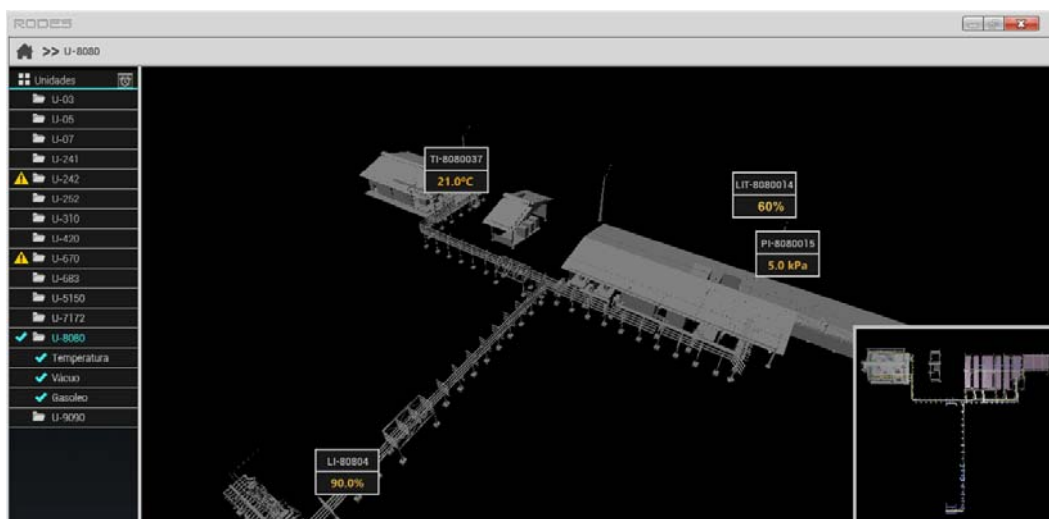 RODES
>> U-8080
Unidades
U-03
U-05
U-07
U-241
U-242
U-252
U-310
U-420
U-670
U-683
U-5150
U-7172
U-8080
Temperatura
Vácuo
Gasoleo
U-9090
TI-8080037
21.0ºC
LIT-8080014
60%
PI-8080015
5.0 kPa
LI-80804
90.0%